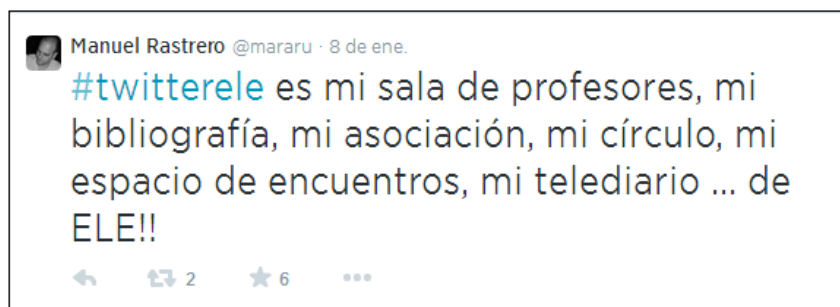 Manuel Rastrero @mararu · 8 de ene.
#twitterele es mi sala de profesores, mi
bibliografía, mi asociación, mi círculo, mi
espacio de encuentros, mi telediario ... de
ELE!!
2 6